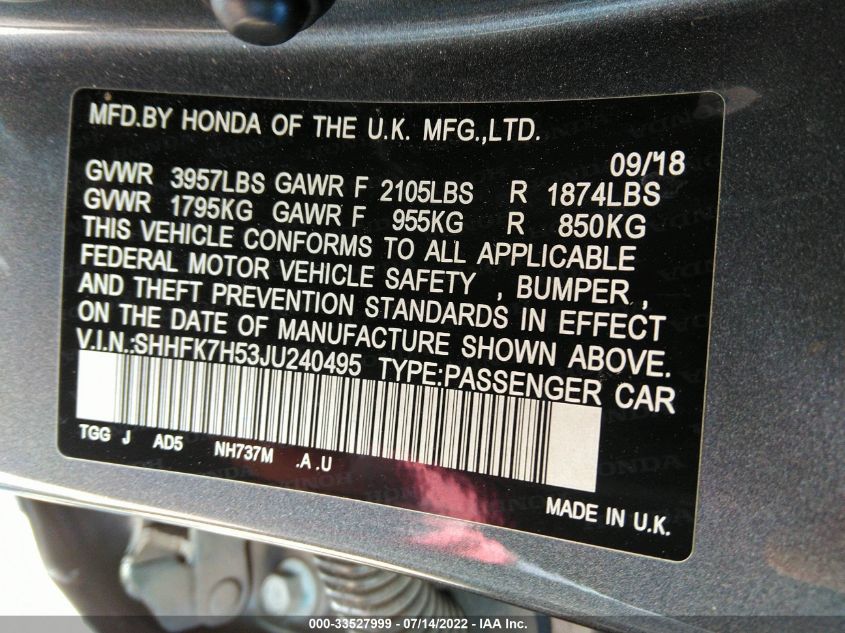 MFD.BY HONDA OF THE U.K. MFG.,LTD.
09/'18
GVWR 3957LBS GAWR F 2105LBS R 1874LBS
GVWR 1795KG GAWR F 955KG R 850KG
THIS VEHICLE CONFORMS TO ALL APPLICABLE
FEDERAL MOTOR VEHICLE SAFETY , BUMPER ,
AND THEFT PREVENTION STANDARDS IN EFFECT
ON THE DATE OF MANUFACTURE SHOWN ABOVE.
V.I.N.:SHHFK7H53JU240495 TYPE:PASSENGER CAR
TGG J AD5 NH737M .A .U
MADE IN U.K.
000-33527999 / 07/14/2022 - IAA Inc.